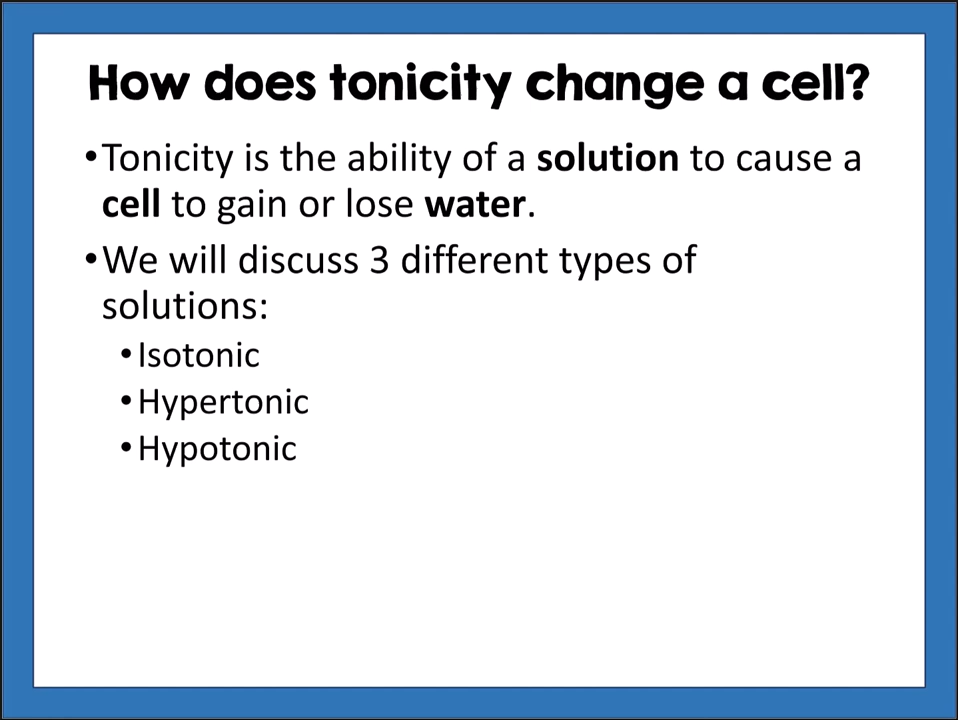 How does tonicity change a cell?
•Tonicity is the ability of a solution to cause a
cell to gain or lose water.
•We will discuss 3 different types of
solutions:
•Isotonic
•Hypertonic
•Hypotonic